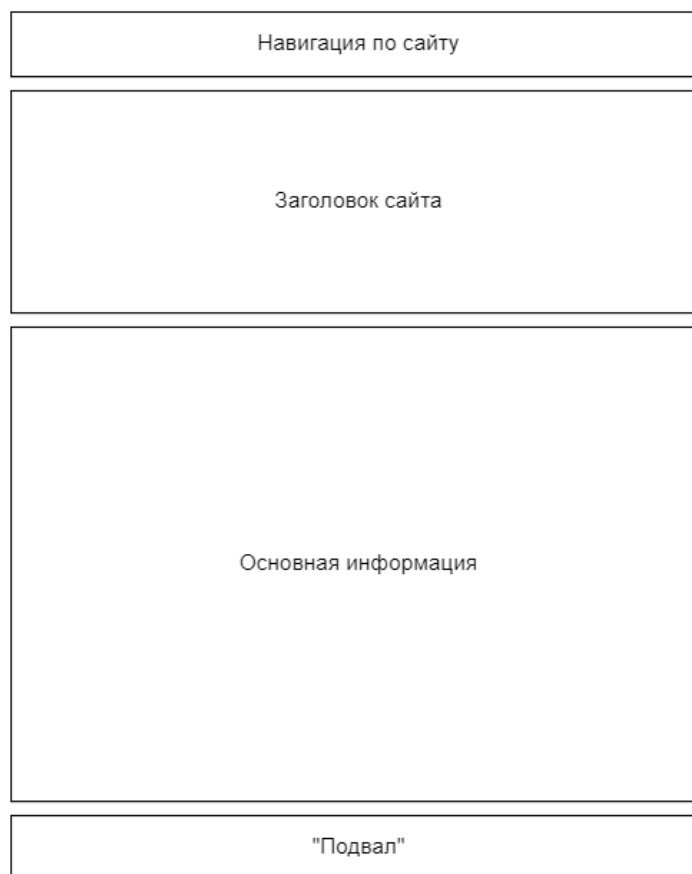 Навигация по сайту
Заголовок сайта
Основная информация
"Подвал"